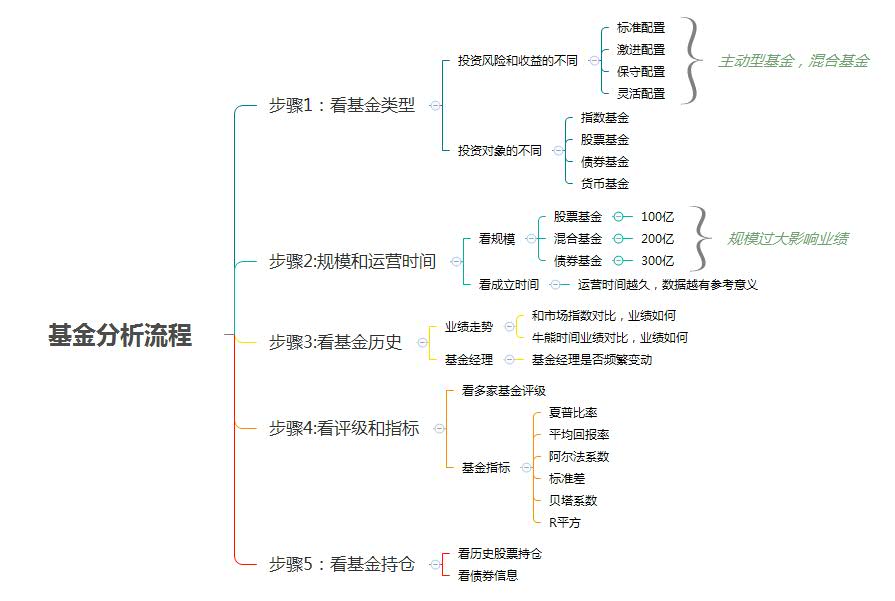 基金分析流程
步骤1：看基金类型
投资风险和收益的不同
标准配置
激进配置
保守配置
灵活配置
主动型基金，混合基金
投资对象的不同
指数基金
股票基金
债券基金
货币基金
步骤2:规模和运营时间
看规模
股票基金 100亿
混合基金 200亿
债券基金 300亿
规模过大影响业绩
看成立时间 运营时间越久，数据越有参考意义
步骤3:看基金历史
业绩走势
和市场指数对比，业绩如何
牛能时间业绩对比，业绩如何
基金经理 基金经理是否频繁变动
步骤4:看评级和指标
看多家基金评级
基金指标
夏普比率
平均回报率
阿尔法系数
标准差
贝塔系数
R平方
步骤5：看基金持仓
看历史股票持仓
看债券信息